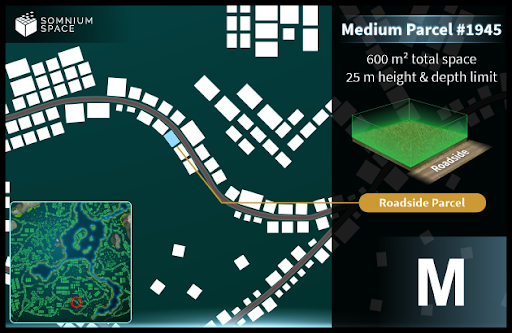 SOMNIUM
SPACE
Medium Parcel #1945
600 m² total space
25 m height & depth limit
Roadside
Roadside Parcel
M